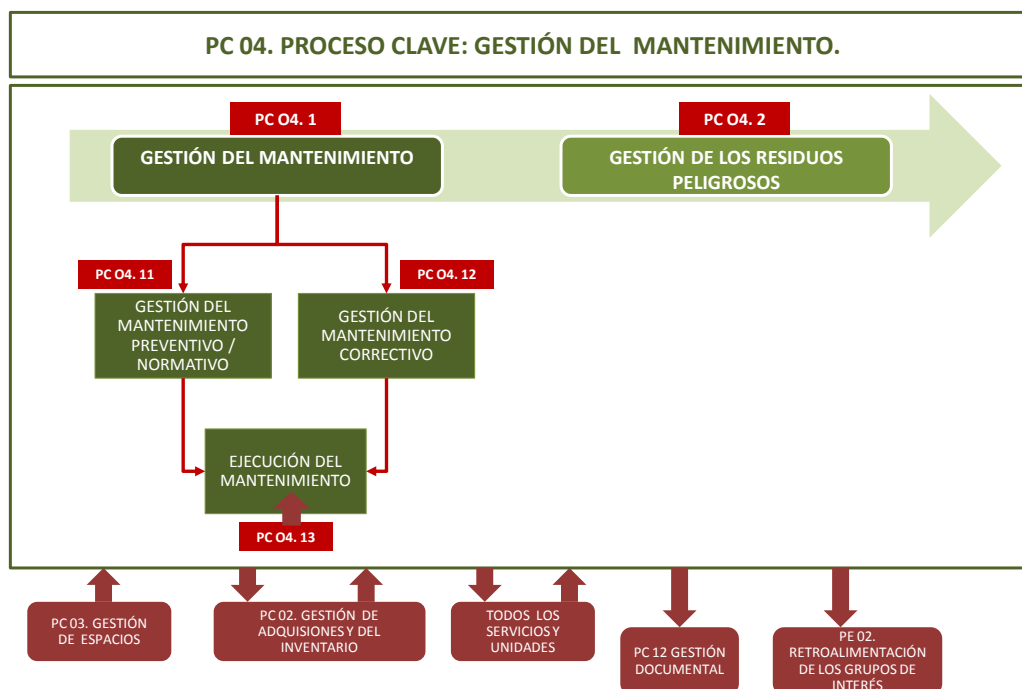 PC 04. PROCESO CLAVE: GESTIÓN DEL MANTENIMIENTO.
PC O4. 1
GESTIÓN DEL MANTENIMIENTO
PC O4. 2
GESTIÓN DE LOS RESIDUOS
PELIGROSOS
PC O4. 11
GESTIÓN DEL
MANTENIMIENTO
PREVENTIVO /
NORMATIVO
PC O4. 12
GESTIÓN DEL
MANTENIMIENTO
CORRECTIVO
EJECUCIÓN DEL
MANTENIMIENTO
PC O4. 13
PC 03. GESTIÓN
DE ESPACIOS
PC 02. GESTIÓN DE
ADQUISIONES Y DEL
INVENTARIO
TODOS LOS
SERVICIOS Y
UNIDADES
PC 12 GESTIÓN
DOCUMENTAL
PE 02.
RETROALIMENTACIÓN
DE LOS GRUPOS DE
INTERÉS